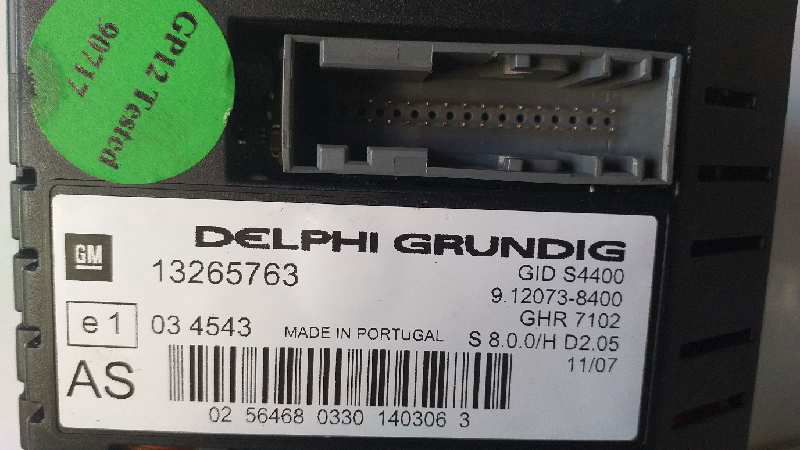 GP12 Tested
90717
GM
DELPHI GRUNDIG
13265763
GID S4400
9.12073-8400
GHR 7102
e1
03 4543
MADE IN PORTUGAL
S 8.0.0/H D2.05
11/07
AS
02 56468 0330 140306 3